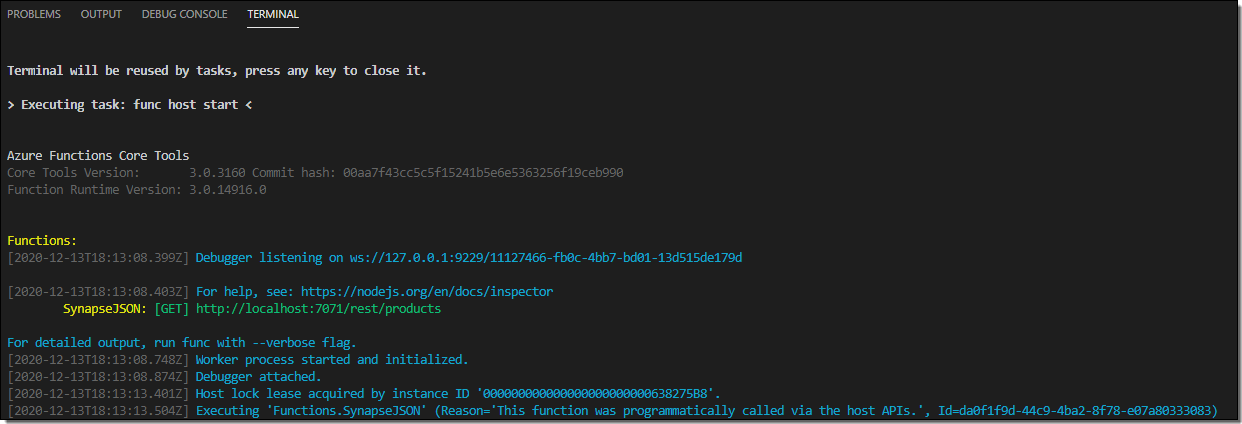 PROBLEMS OUTPUT DEBUG CONSOLE TERMINAL
Terminal will be reused by tasks, press any key to close it.
> Executing task: func host start <
Azure Functions Core Tools
Core Tools Version: 3.0.3160 Commit hash: 00aa7f43cc5c5f15241b5e6e5363256f19ceb990
Function Runtime Version: 3.0.14916.0
Functions:
[2020-12-13T18:13:08.399Z] Debugger listening on ws://127.0.0.1:9229/11127466-fb0c-4bb7-bd01-13d515de179d
[2020-12-13T18:13:08.403Z] For help, see: https://nodejs.org/en/docs/inspector
SynapseJSON: [GET] http://localhost:7071/rest/products
For detailed output, run func with --verbose flag.
[2020-12-13T18:13:08.748Z] Worker process started and initialized.
[2020-12-13T18:13:08.874Z] Debugger attached.
[2020-12-13T18:13:13.401Z] Host lock lease acquired by instance ID '000000000000000000000000638275B8'.
[2020-12-13T18:13:13.504Z] Executing 'Functions.SynapseJSON' (Reason='This function was programmatically called via the host APIs.', Id=da0f1f9d-44c9-4ba2-8f78-e07a80333083)